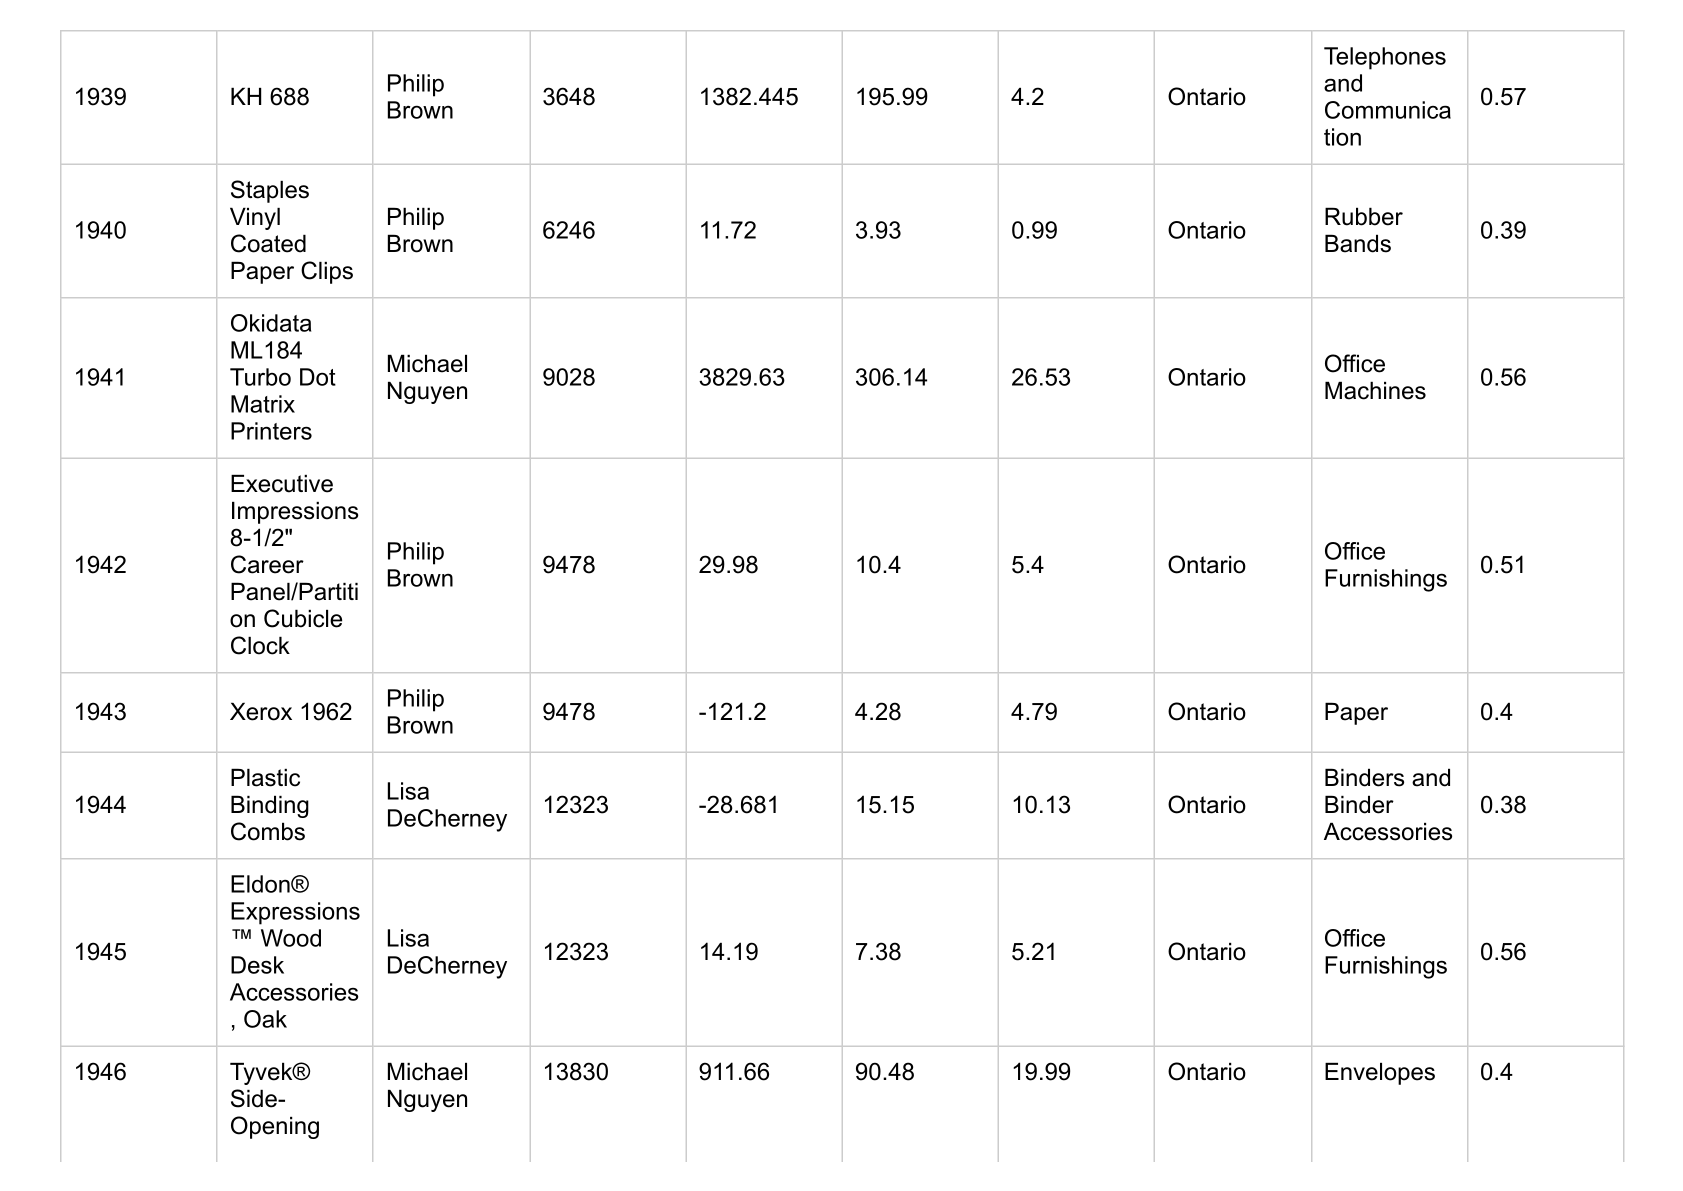 1939
KH 688
Philip
Brown
3648
1382.445
195.99
4.2
Ontario
Telephones
and
Communica
tion
0.57
1940
Staples
Vinyl
Coated
Paper Clips
Philip
Brown
6246
11.72
3.93
0.99
Ontario
Rubber
Bands
0.39
1941
Okidata
ML184
Turbo Dot
Matrix
Printers
Michael
Nguyen
9028
3829.63
306.14
26.53
Ontario
Office
Machines
0.56
1942
Executive
Impressions
8-1/2"
Career
Panel/Partiti
on Cubicle
Clock
Philip
Brown
9478
29.98
10.4
5.4
Ontario
Office
Furnishings
0.51
1943
Xerox 1962
Philip
Brown
9478
-121.2
4.28
4.79
Ontario
Paper
0.4
1944
Plastic
Binding
Combs
Lisa
DeCherney
12323
-28.681
15.15
10.13
Ontario
Binders and
Binder
Accessories
0.38
1945
Eldon®
Expressions
™ Wood
Desk
Accessories
, Oak
Lisa
DeCherney
12323
14.19
7.38
5.21
Ontario
Office
Furnishings
0.56
1946
Tyvek®
Side-
Opening
Michael
Nguyen
13830
911.66
90.48
19.99
Ontario
Envelopes
0.4